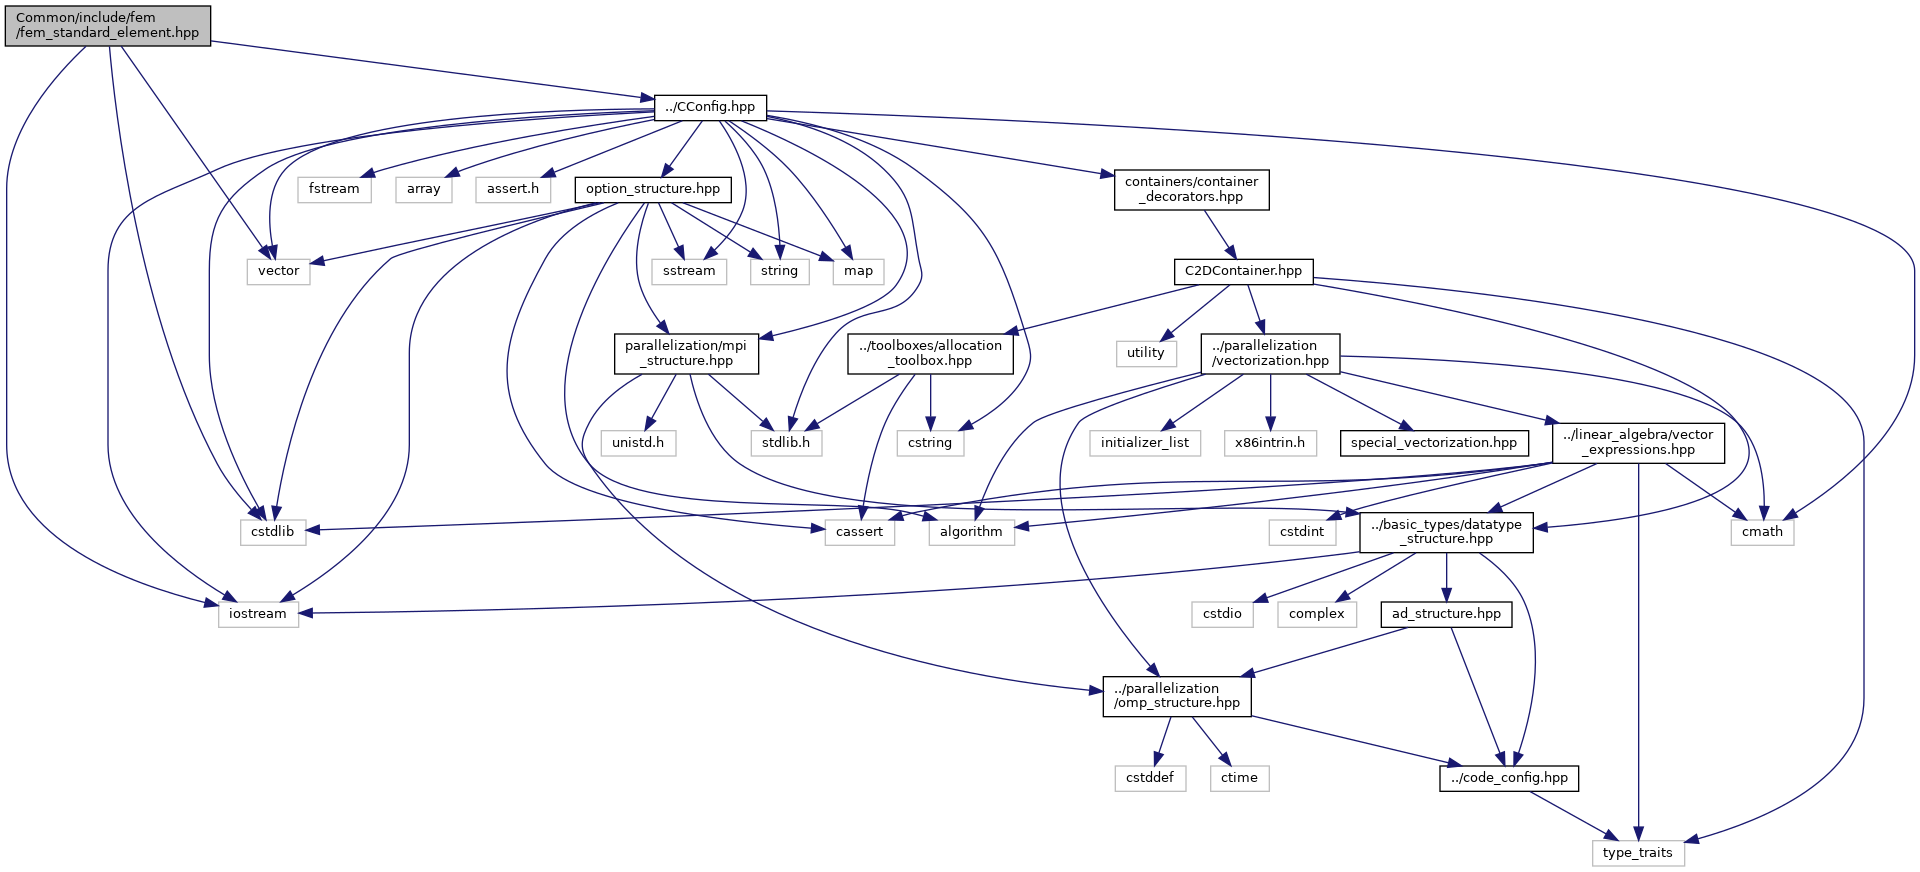 Common/include/fem
/fem_standard_element.hpp
../CConfig.hpp
fstream
array
assert.h
option_structure.hpp
containers/container
_decorators.hpp
vector
sstream
string
map
C2DContainer.hpp
parallelization/mpi
_structure.hpp
../toolboxes/allocation
_toolbox.hpp
utility
../parallelization
/vectorization.hpp
unistd.h
stdlib.h
cstring
initializer_list
x86intrin.h
special_vectorization.hpp
../linear_algebra/vector
_expressions.hpp
cstdlib
cassert
algorithm
cstdint
../basic_types/datatype
_structure.hpp
cmath
iostream
cstdio
complex
ad_structure.hpp
../parallelization
/omp_structure.hpp
cstddef
ctime
../code_config.hpp
type_traits